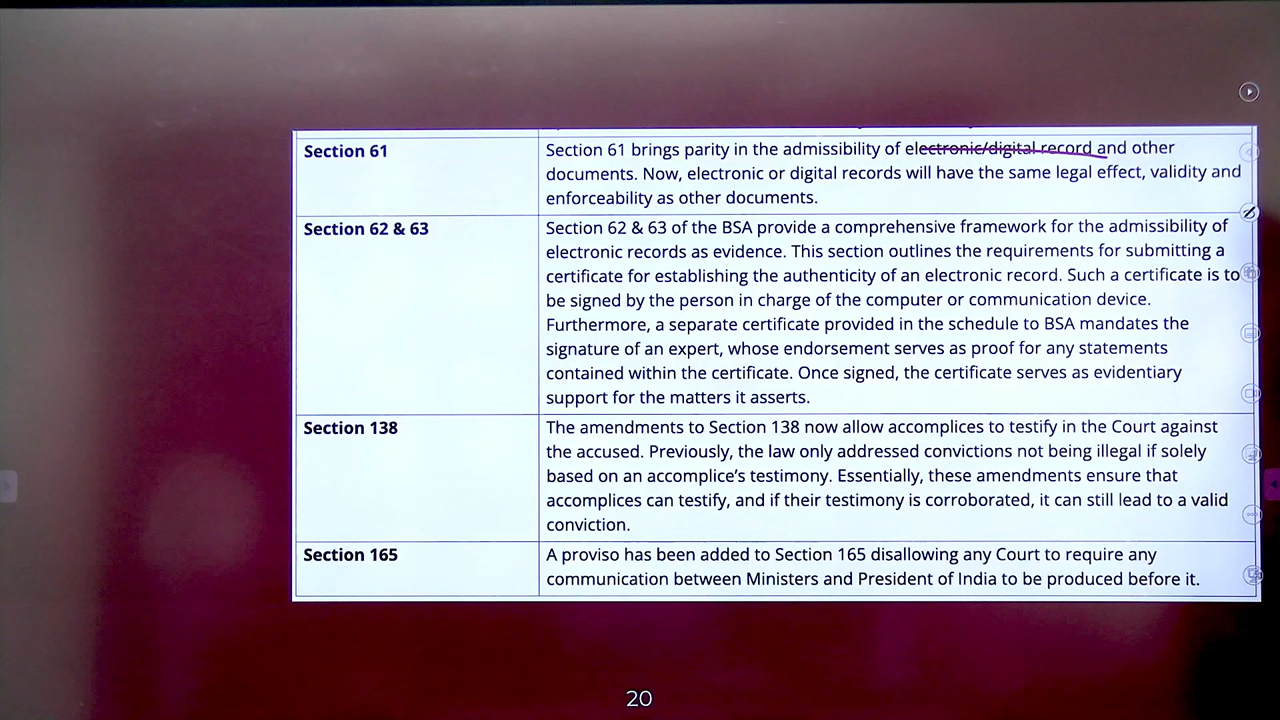 Section 61
Section 61 brings parity in the admissibility of electronic/digital record and other
documents. Now, electronic or digital records will have the same legal effect, validity and
enforceability as other documents.
Section 62 & 63
Section 62 & 63 of the BSA provide a comprehensive framework for the admissibility of
electronic records as evidence. This section outlines the requirements for submitting a
certificate for establishing the authenticity of an electronic record. Such a certificate is to
be signed by the person in charge of the computer or communication device.
Furthermore, a separate certificate provided in the schedule to BSA mandates the
signature of an expert, whose endorsement serves as proof for any statements
contained within the certificate. Once signed, the certificate serves as evidentiary
support for the matters it asserts.
Section 138
The amendments to Section 138 now allow accomplices to testify in the Court against
the accused. Previously, the law only addressed convictions not being illegal if solely
based on an accomplice’s testimony. Essentially, these amendments ensure that
accomplices can testify, and if their testimony is corroborated, it can still lead to a valid
conviction.
Section 165
A proviso has been added to Section 165 disallowing any Court to require any
communication between Ministers and President of India to be produced before it.
20